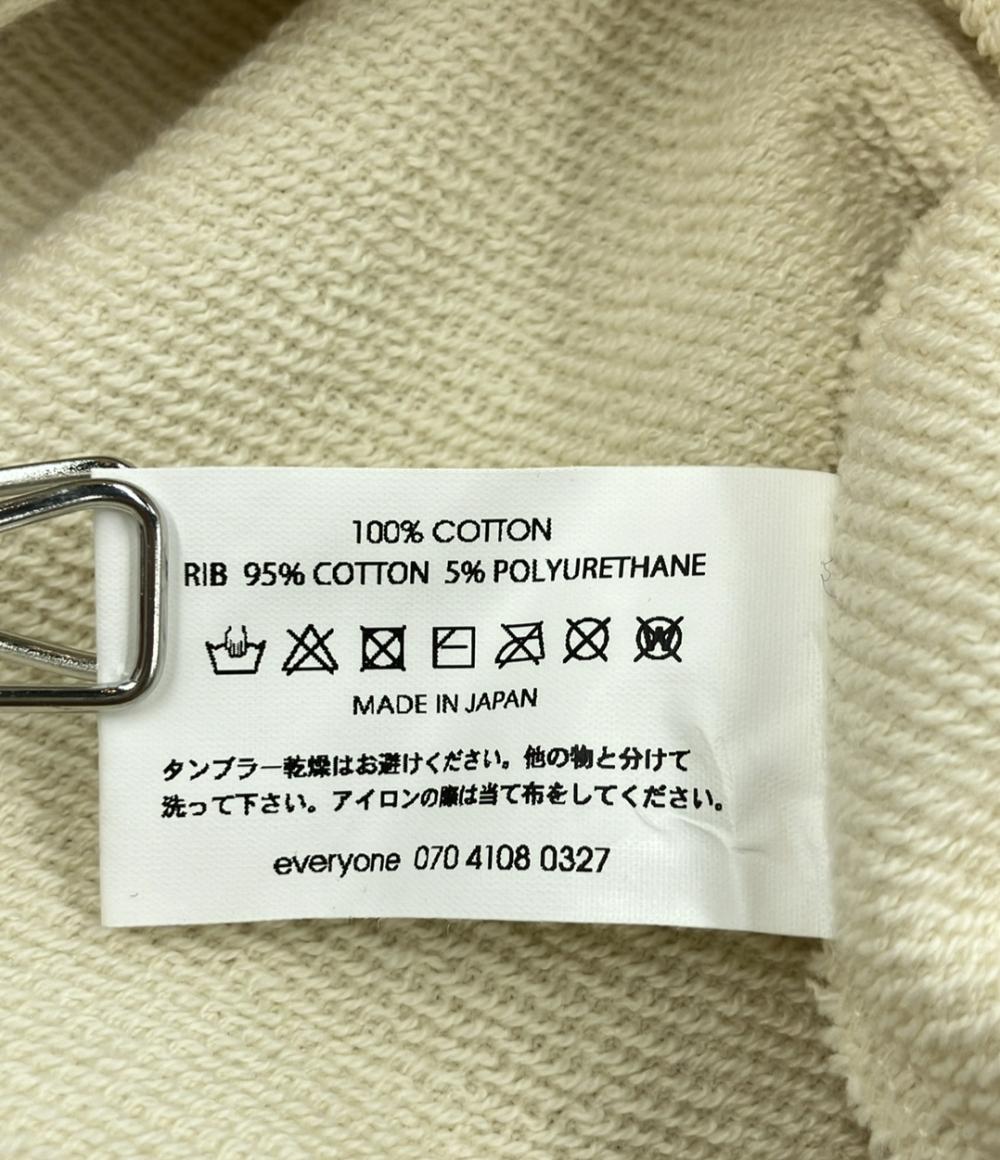 100% COTTON
RIB 95% COTTON 5% POLYURETHANE
MADE IN JAPAN
タンブラー乾燥はお避けください。他の物と分けて
洗って下さい。アイロンの際は当て布をしてください。
everyone 070 4108 0327